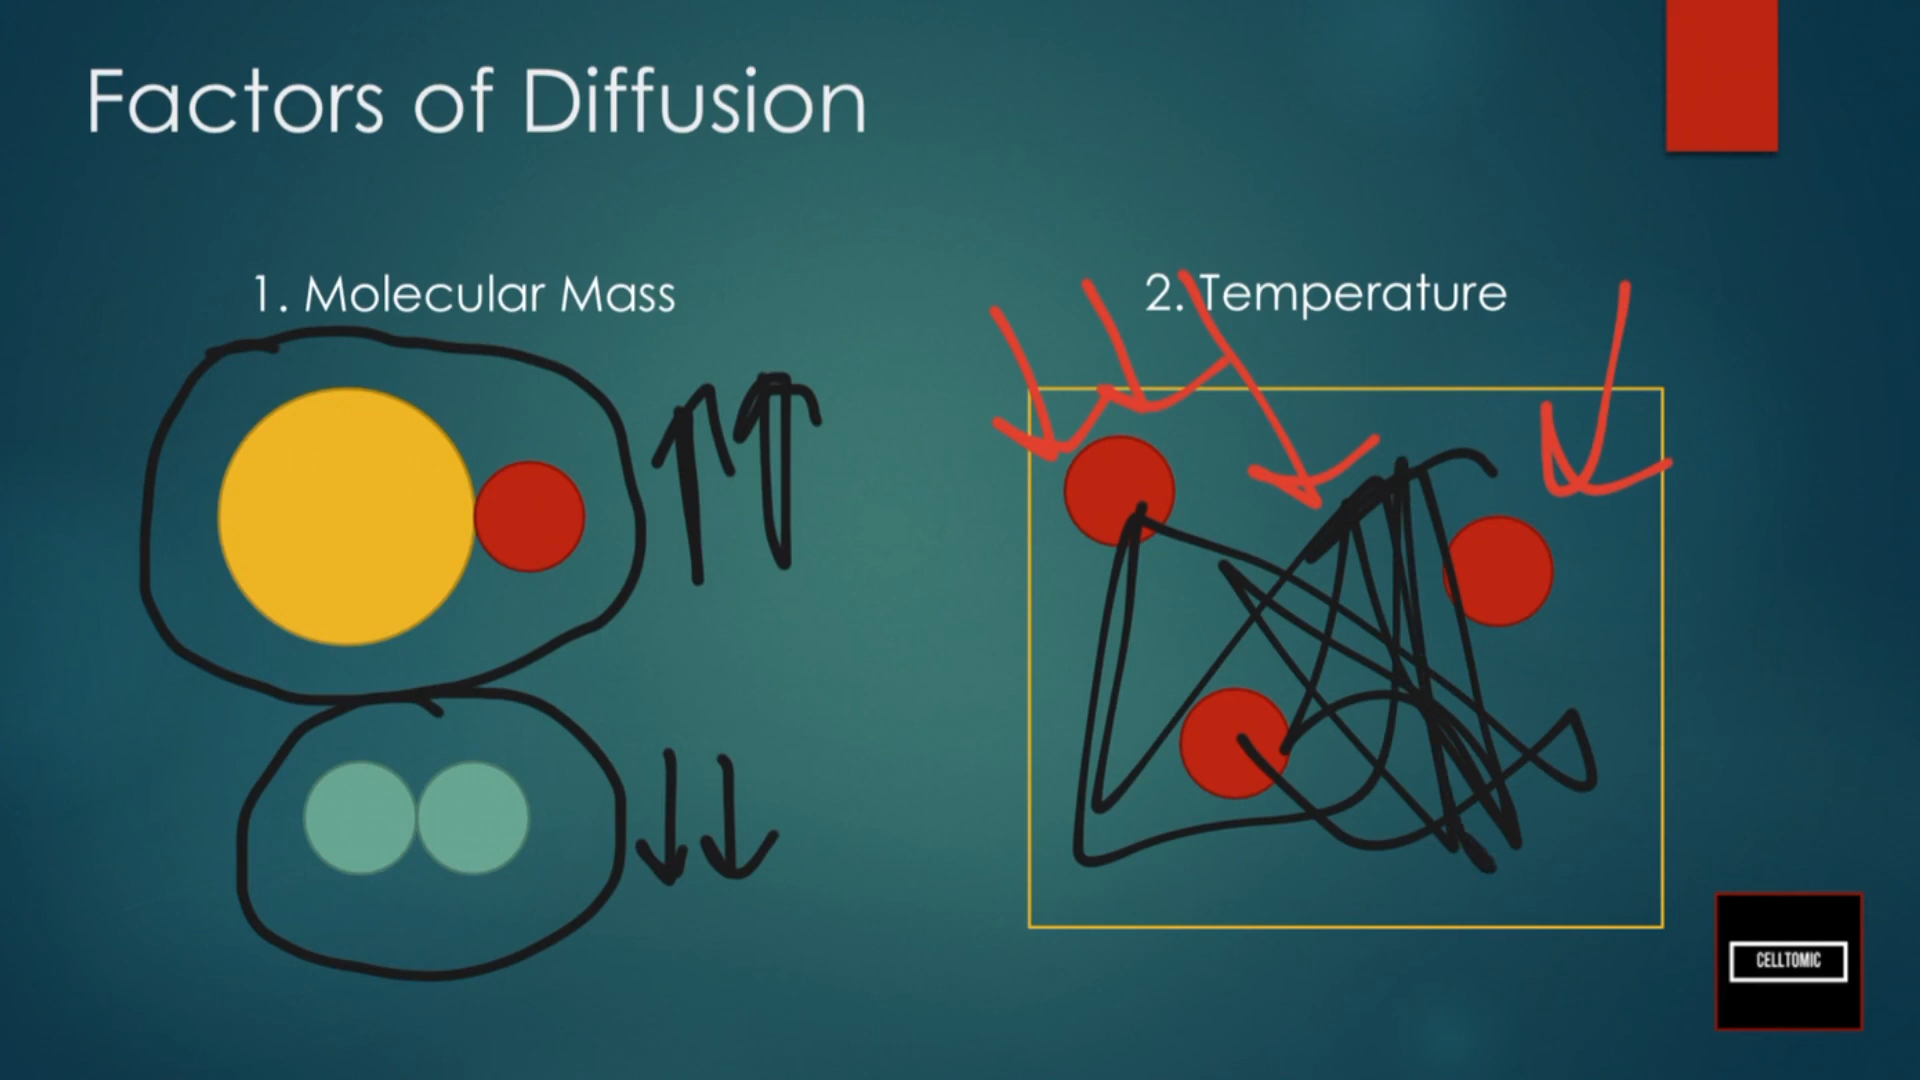 Factors of Diffusion
1. Molecular Mass
2. Temperature
CELLTOMIC